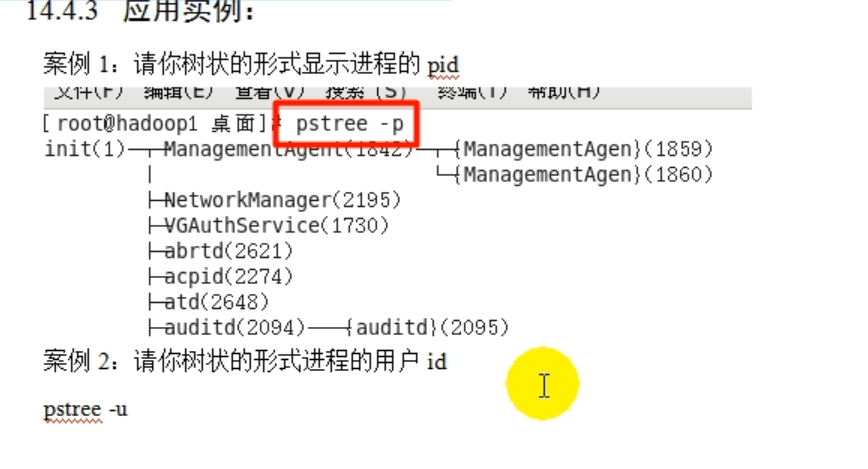 14.4.3 应用实例：
案例 1：请你树状的形式显示进程的 pid
文件(F) 编辑(E) 查看(V) 搜索(S) 终端(T) 帮助(H)
[root@hadoop1 桌面]# pstree -p
init(1)─┬─ManagementAgent(1842)─┬─{ManagementAgen}(1859)
│ └─{ManagementAgen}(1860)
├─NetworkManager(2195)
├─VGAuthService(1730)
├─abrtd(2621)
├─acpid(2274)
├─atd(2648)
├─auditd(2094)───{auditd}(2095)
案例 2：请你树状的形式进程的用户 id
pstree -u